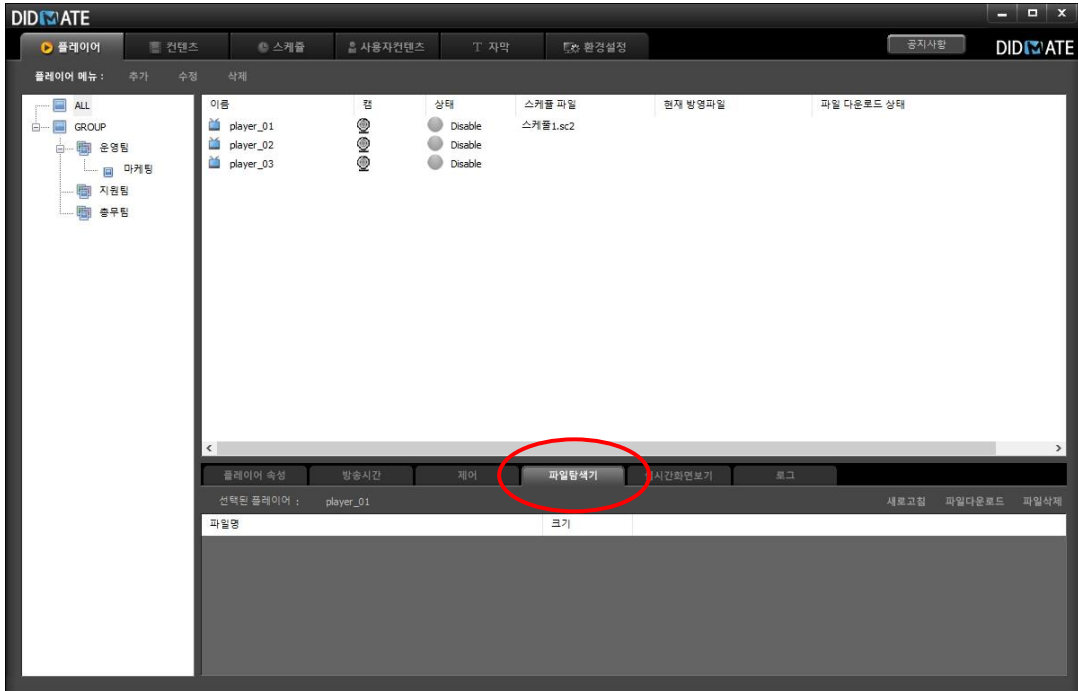 DIDMATE
플레이어 컨텐츠 스케쥴 사용자컨텐츠 T 자막 환경설정 공지사항 DIDMATE
플레이어 메뉴 : 추가 수정 삭제
ALL
GROUP
운영팀
마케팅
지원팀
총무팀
이름 캠 상태 스케쥴 파일 현재 방영파일 파일 다운로드 상태
player_01 Disable 스케쥴1.sc2
player_02 Disable
player_03 Disable
플레이어 속성 방송시간 제어 파일탐색기 실시간화면보기 로그
선택된 플레이어 : player_01 새로고침 파일다운로드 파일삭제
파일명 크기